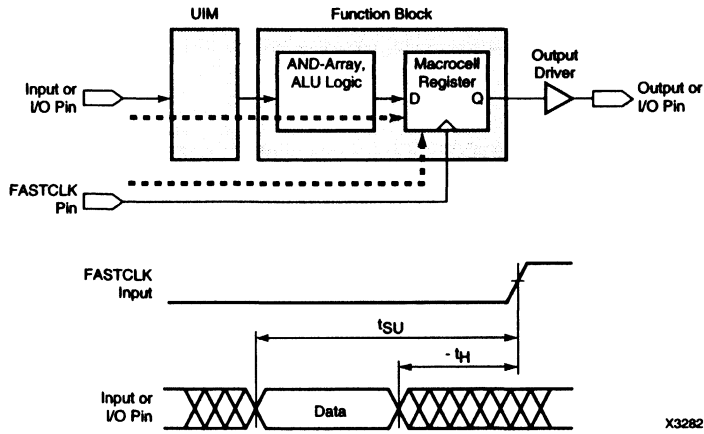 UIM
Function Block
AND-Array,
ALU Logic
Macrocell
Register
D
Q
Output
Driver
Input or
I/O Pin
Output or
I/O Pin
FASTCLK
Pin
FASTCLK
Input
tSU
- tH
Input or
I/O Pin
Data
X3282